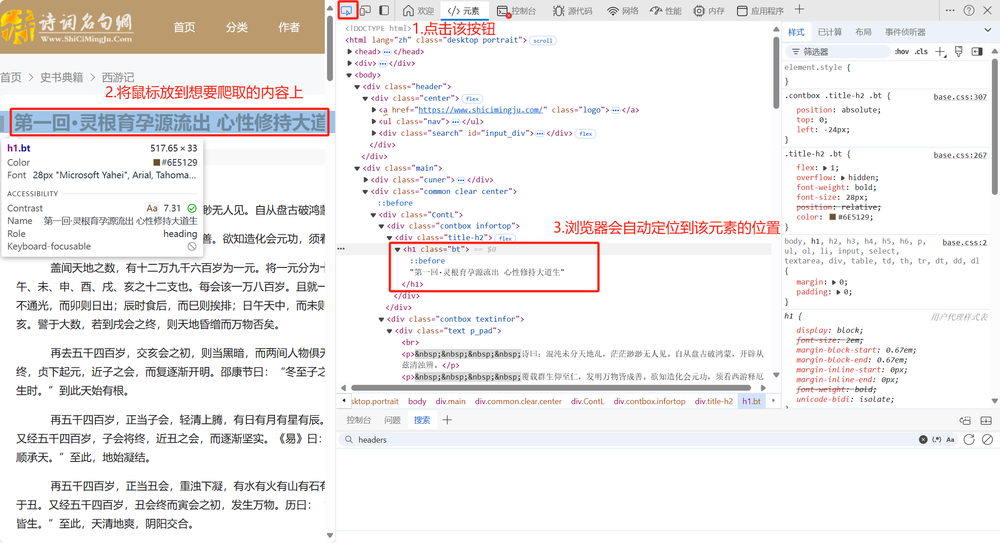 诗词名句網
Www.ShiCiMingJu.Com
首页 分类 作者
首页 > 史书典籍 > 西游记
2.将鼠标放到想要爬取的内容上
第一回·灵根育孕源流出 心性修持大道
h1.bt 517.65 × 33
Color #6E5129
Font 28px "Microsoft Yahei", Arial, Tahoma...
ACCESSIBILITY
Contrast Aa 7.31
Name 第一回·灵根育孕源流出 心性修持大道生
Role heading
Keyboard-focusable
渺无人见。自从盘古破鸿蒙
善。欲知造化会元功，须看
盖闻天地之数，有十二万九千六百岁为一元。将一元分为十
午、未、申、酉、戌、亥之十二支也。每会该一万八百岁。且就一
不通光，而卯则日出；辰时食后，而巳则挨排；日午天中，而未则
亥。譬于大数，若到戌会之终，则天地昏缯而万物否矣。
再去五千四百岁，交亥会之初，则当黑暗，而两间人物俱无
终，贞下起元，近子之会，而复逐渐开明。邵康节曰：“冬至子之
生时。”到此天始有根。
再五千四百岁，正当子会，轻清上腾，有日有月有星有辰。
又经五千四百岁，子会将终，近丑之会，而逐渐坚实。《易》曰：
顺承天。”至此，地始凝结。
再五千四百岁，正当丑会，重浊下凝，有水有火有山有石有
于丑。又经五千四百岁，丑会终而寅会之初，发生万物。历曰：
皆生。”至此，天清地爽，阴阳交合。
欢迎 </> 元素 控制台 源代码 网络 性能 内存 应用程序
1.点击该按钮
<!DOCTYPE html>
<html lang="zh" class="desktop portrait"> scroll
<head> ••• </head>
<div> ••• </div>
<body>
<div class="header">
<div class="center"> flex
<a href="https://www.shicimingju.com/" class="logo"> ••• </a>
<ul class="nav"> ••• </ul>
<div class="search" id="input_div"> ••• </div> flex
</div>
</div>
<div class="main">
<div class="cuner"> ••• </div>
<div class="common clear center">
::before
<div class="ContL">
<div class="contbox infortop">
3.浏览器会自动定位到该元素的位置
<div class="title-h2"> flex
••• <h1 class="bt"> == $0
::before
"第一回·灵根育孕源流出 心性修持大道生"
</h1>
</div>
</div>
<div class="contbox textinfor">
<div class="text p_pad">
<br>
<p>&nbsp;&nbsp;&nbsp;&nbsp;诗曰：混沌未分天地乱，茫茫渺渺无人见。自从盘古破鸿蒙，开辟从
兹清浊辨。</p>
<p>&nbsp;&nbsp;&nbsp;&nbsp;覆载群生仰至仁，发明万物皆成善。欲知造化会元功，须看西游释厄
sktop.portrait body div.main div.common.clear.center div.ContL div.contbox.infortop div.title-h2 h1.bt
控制台 问题 搜索
headers (.*) Aa
样式 已计算 布局 事件侦听器
筛选器 :hov .cls
element.style {
}
.contbox .title-h2 .bt { base.css:307
position: absolute;
top: 0;
left: -24px;
}
.title-h2 .bt { base.css:267
flex: 1;
overflow: hidden;
font-weight: bold;
font-size: 28px;
position: relative;
color: #6E5129;
}
body, h1, h2, h3, h4, h5, h6, p, base.css:2
ul, ol, li, input, select,
textarea, div, table, td, th, tr, dt, dd, dl
{
margin: 0;
padding: 0;
}
h1 { 用户代理样式表
display: block;
font-size: 2em;
margin-block-start: 0.67em;
margin-block-end: 0.67em;
margin-inline-start: 0px;
margin-inline-end: 0px;
font-weight: bold;
unicode-bidi: isolate;